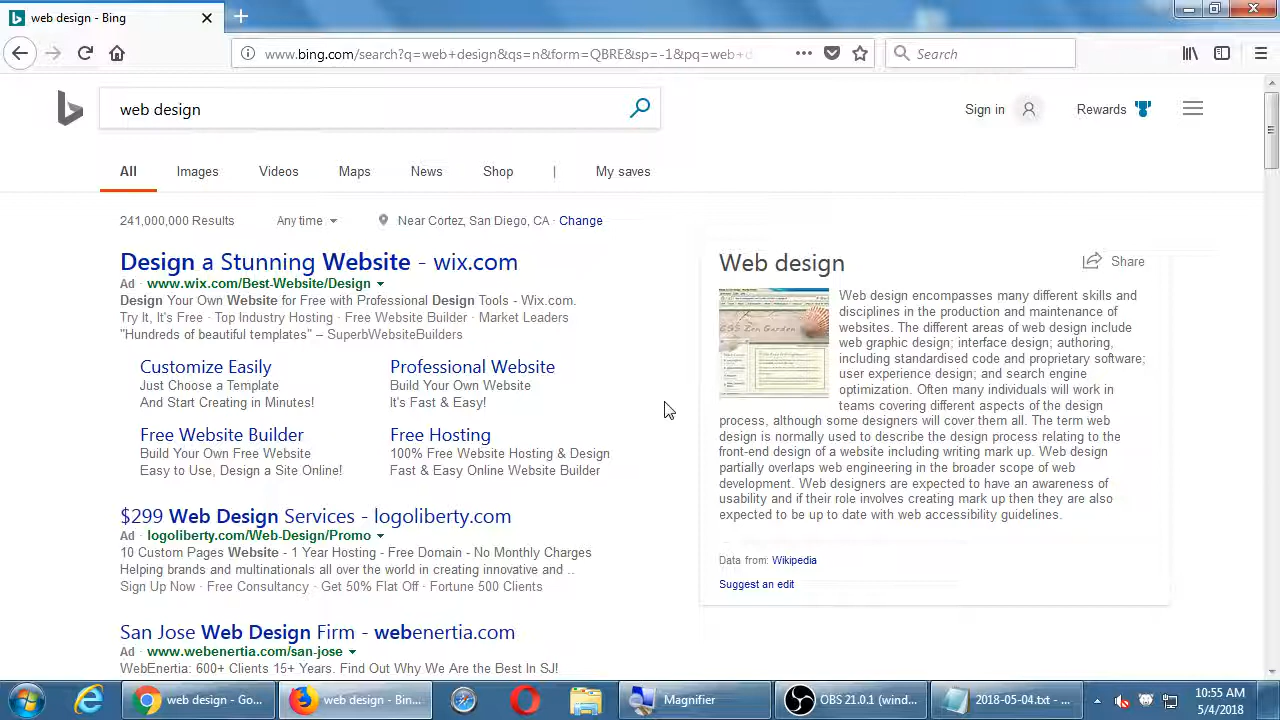 web design - Bing
www.bing.com/search?q=web+design&qs=n&form=QBRE&sp=-1&pq=web+d
Search
web design
Sign in
Rewards
All
Images
Videos
Maps
News
Shop
|
My saves
241,000,000 Results
Any time
Near Cortez, San Diego, CA · Change
Design a Stunning Website - wix.com
Ad · www.wix.com/Best-Website/Design
Design Your Own Website for Free with Professional Design Tools - Wix.com.
Try It, It's Free · Top Industry Hosting · Free Website Builder · Market Leaders
"Hundreds of beautiful templates" – SuperbWebsiteBuilders
Customize Easily
Just Choose a Template
And Start Creating in Minutes!
Professional Website
Build Your Own Website
It's Fast & Easy!
Free Website Builder
Build Your Own Free Website
Easy to Use, Design a Site Online!
Free Hosting
100% Free Website Hosting & Design
Fast & Easy Online Website Builder
$299 Web Design Services - logoliberty.com
Ad · logoliberty.com/Web-Design/Promo
10 Custom Pages Website - 1 Year Hosting - Free Domain - No Monthly Charges
Helping brands and multinationals all over the world in creating innovative and ..
Sign Up Now · Free Consultancy · Get 50% Flat Off · Fortune 500 Clients
San Jose Web Design Firm - webenertia.com
Ad · www.webenertia.com/san-jose
WebEnertia: 600+ Clients 15+ Years. Find Out Why We Are the Best In SJ!
Web design
Share
Web design encompasses many different skills and
disciplines in the production and maintenance of
websites. The different areas of web design include
web graphic design; interface design; authoring,
including standardised code and proprietary software;
user experience design; and search engine
optimization. Often many individuals will work in
teams covering different aspects of the design
process, although some designers will cover them all. The term web
design is normally used to describe the design process relating to the
front-end design of a website including writing mark up. Web design
partially overlaps web engineering in the broader scope of web
development. Web designers are expected to have an awareness of
usability and if their role involves creating mark up then they are also
expected to be up to date with web accessibility guidelines.
Data from: Wikipedia
Suggest an edit
web design - Go...
web design - Bin...
Magnifier
OBS 21.0.1 (wind...
2018-05-04.txt - ...
10:55 AM
5/4/2018